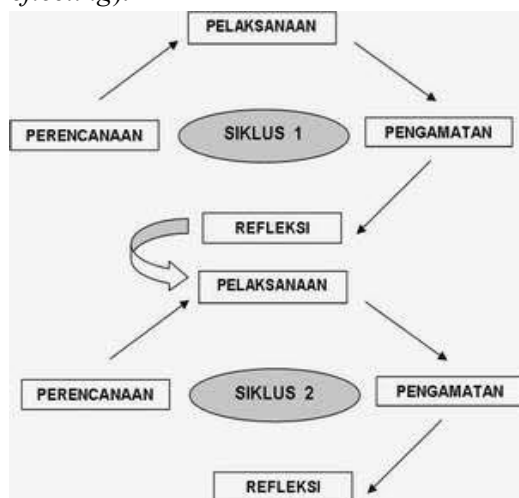 PELAKSANAAN
PERENCANAAN
SIKLUS 1
PENGAMATAN
REFLEKSI
PELAKSANAAN
PERENCANAAN
SIKLUS 2
PENGAMATAN
REFLEKSI